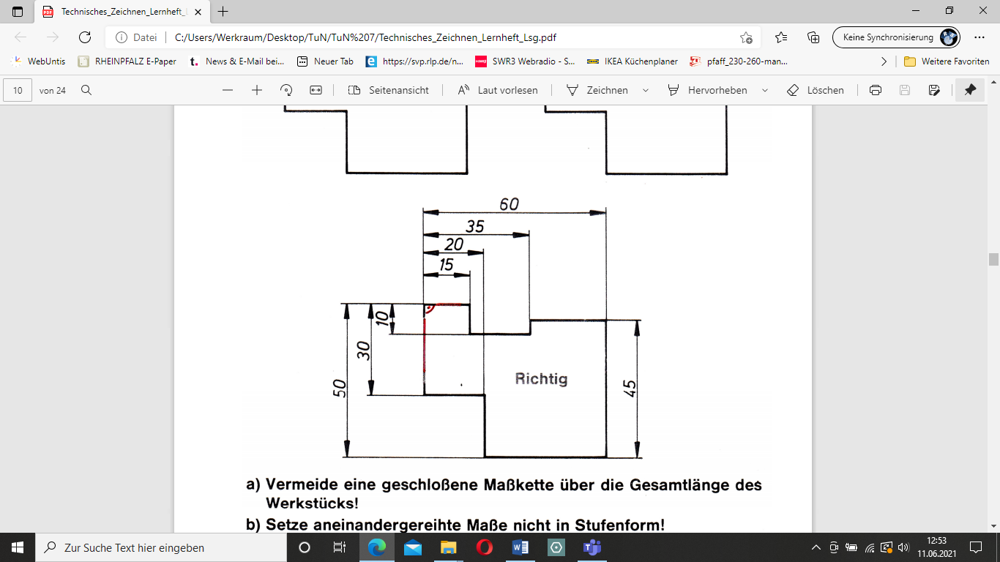 Technisches_Zeichnen_Lernheft_L
Datei C:/Users/Werkraum/Desktop/TuN/TuN%207/Technisches_Zeichnen_Lernheft_Lsg.pdf
Keine Synchronisierung
WebUntis RHEINPFALZ E-Paper News & E-Mail bei... Neuer Tab https://svp.rlp.de/n... SWR3 Webradio - S... IKEA Küchenplaner pfaff_230-260-man... Weitere Favoriten
10 von 24 Seitenansicht Laut vorlesen Zeichnen Hervorheben Löschen
60
35
20
15
10
30
50
45
Richtig
a) Vermeide eine geschloßene Maßkette über die Gesamtlänge des
Werkstücks!
b) Setze aneinandergereihte Maße nicht in Stufenform!
Zur Suche Text hier eingeben
12:53
11.06.2021